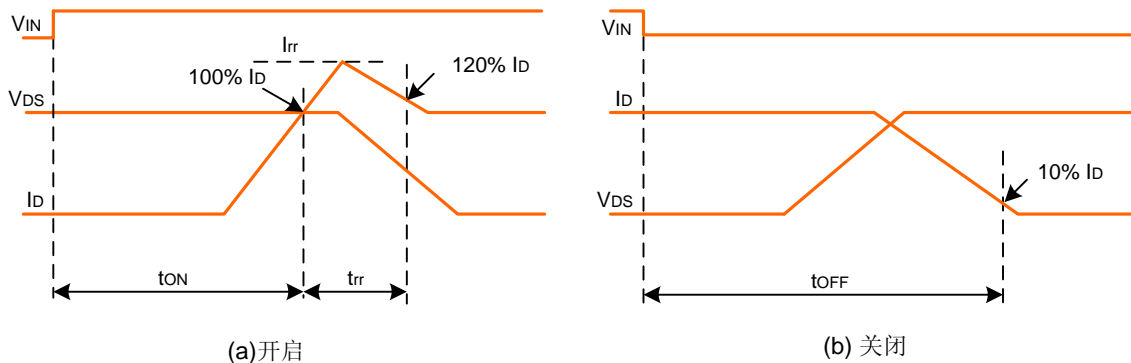 VIN
Irr
100% ID
120% ID
VDS
ID
tON
trr
(a)开启
VIN
ID
10% ID
VDS
tOFF
(b) 关闭